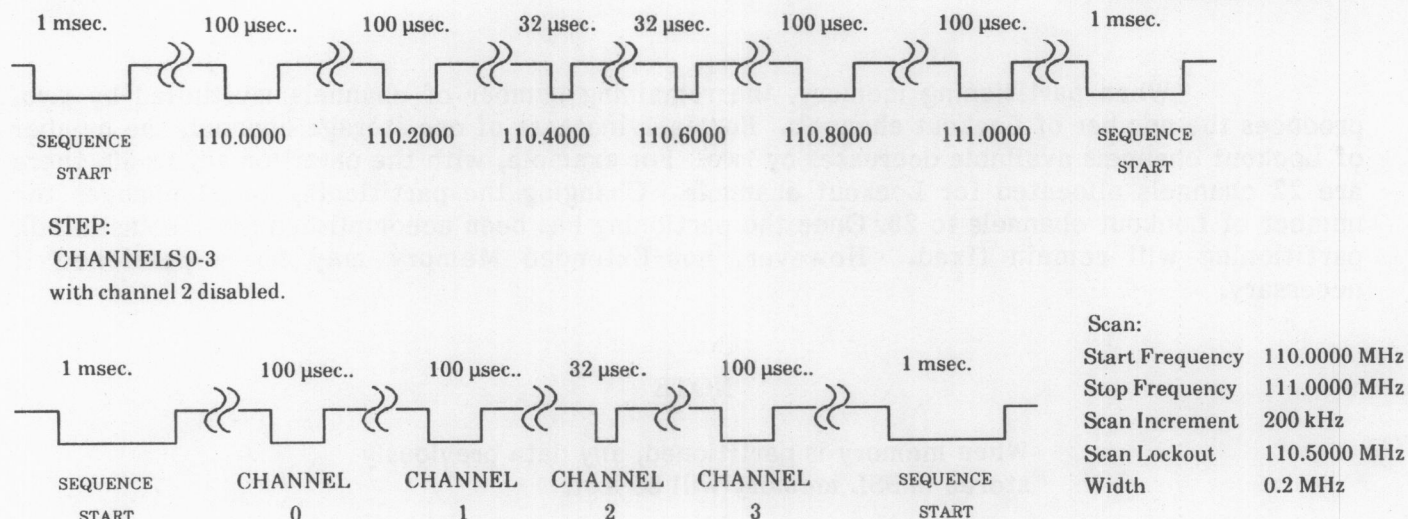 1 msec. 100 µsec.. 100 µsec.. 32 µsec. 32 µsec. 100 µsec.. 100 µsec.. 1 msec.
110.0000 110.2000 110.4000 110.6000 110.8000 111.0000
SEQUENCE START
SEQUENCE START
STEP:
CHANNELS 0-3
with channel 2 disabled.
Scan:
Start Frequency 110.0000 MHz
Stop Frequency 111.0000 MHz
Scan Increment 200 kHz
Scan Lockout 110.5000 MHz
Width 0.2 MHz
1 msec. 100 µsec.. 100 µsec.. 32 µsec. 100 µsec.. 1 msec.
SEQUENCE CHANNEL CHANNEL CHANNEL CHANNEL SEQUENCE
START 0 1 2 3 START